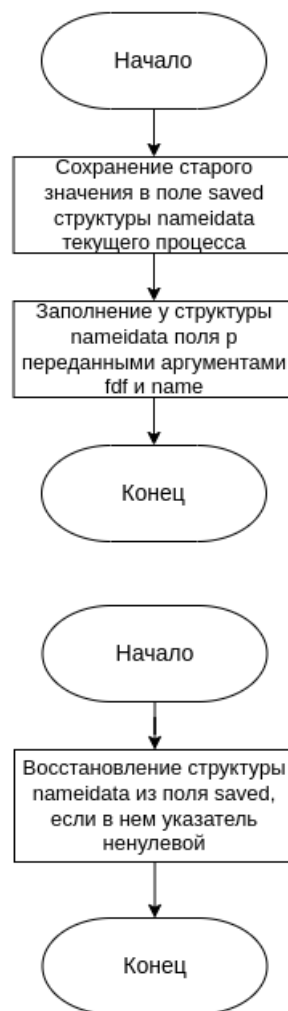 Начало
Сохранение старого
значения в поле saved
структуры nameidata
текущего процесса
Заполнение у структуры
nameidata поля p
переданными аргументами
fdf и name
Конец
Начало
Восстановление структуры
nameidata из поля saved,
если в нем указатель
ненулевой
Конец